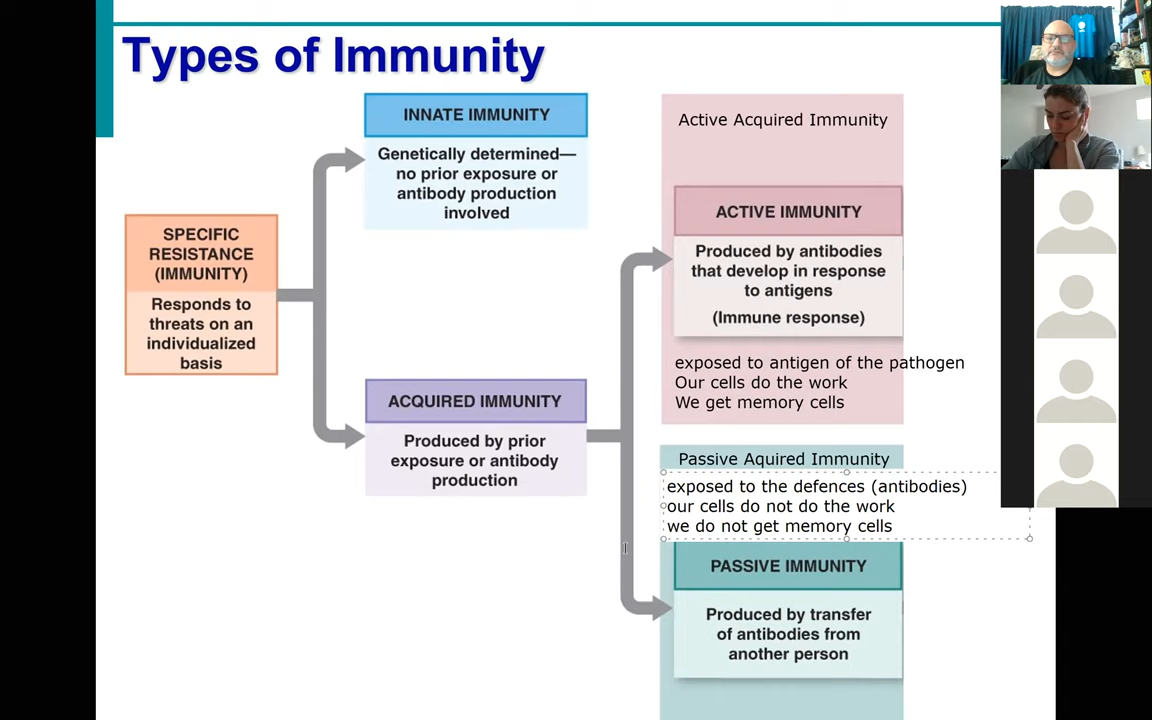 Types of Immunity
INNATE IMMUNITY
Genetically determined—
no prior exposure or
antibody production
involved
SPECIFIC
RESISTANCE
(IMMUNITY)
Responds to
threats on an
individualized
basis
ACQUIRED IMMUNITY
Produced by prior
exposure or antibody
production
Active Acquired Immunity
ACTIVE IMMUNITY
Produced by antibodies
that develop in response
to antigens
(Immune response)
exposed to antigen of the pathogen
Our cells do the work
We get memory cells
Passive Aquired Immunity
exposed to the defences (antibodies)
our cells do not do the work
we do not get memory cells
PASSIVE IMMUNITY
Produced by transfer
of antibodies from
another person